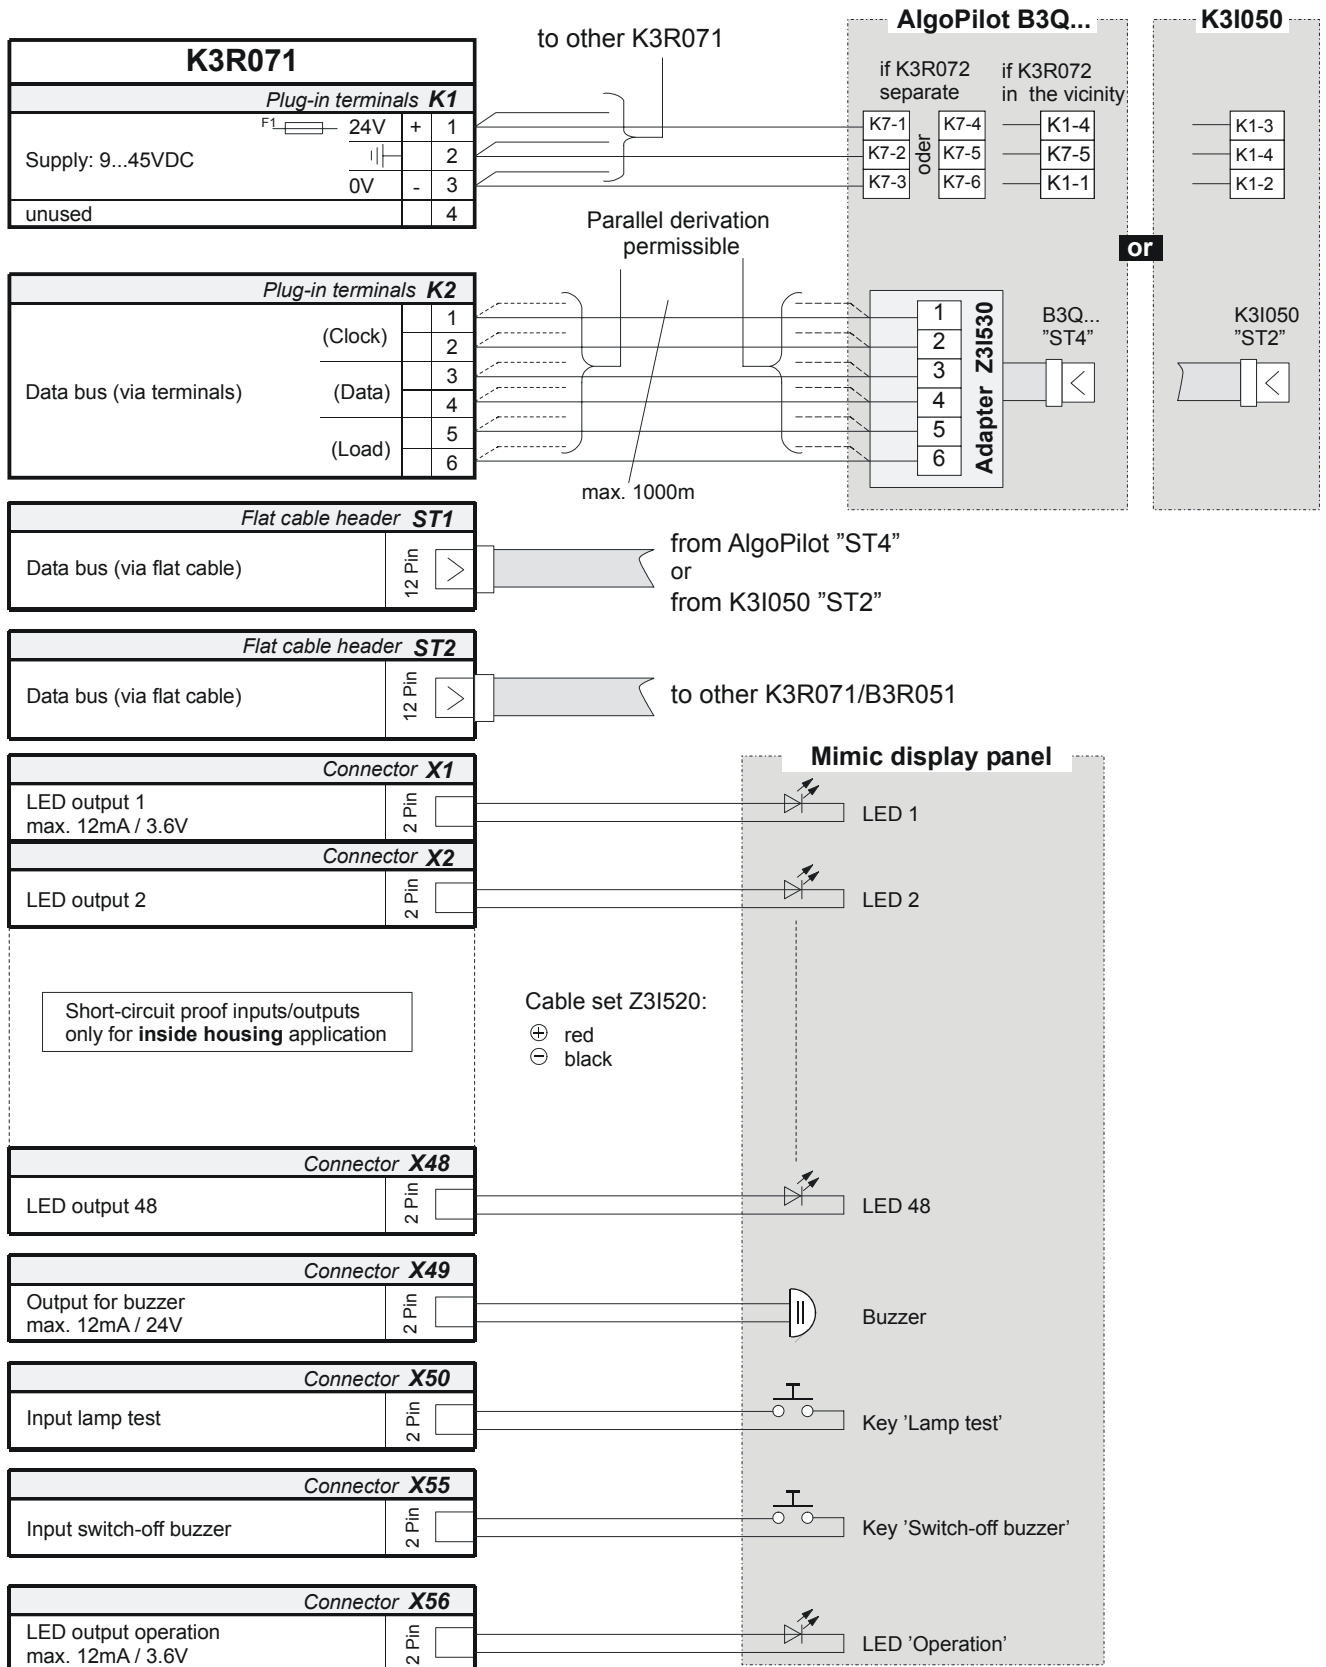 to other K3R071
AlgoPilot B3Q...
K3I050
K3R071
if K3R072
separate
if K3R072
in the vicinity
Plug-in terminals K1
F1 24V + 1
Supply: 9...45VDC
2
0V - 3
unused 4
K7-1 K7-4 K1-4 K1-3
K7-2 oder K7-5 K7-5 K1-4
K7-3 K7-6 K1-1 K1-2
Parallel derivation
permissible
or
Plug-in terminals K2
Data bus (via terminals)
(Clock) 1
2
(Data) 3
4
(Load) 5
6
max. 1000m
1
2
3
4
5
6
Adapter Z3I530
B3Q...
”ST4”
K3I050
”ST2”
Flat cable header ST1
Data bus (via flat cable) 12 Pin
from AlgoPilot ”ST4”
or
from K3I050 ”ST2”
Flat cable header ST2
Data bus (via flat cable) 12 Pin
to other K3R071/B3R051
Mimic display panel
Connector X1
LED output 1
max. 12mA / 3.6V
2 Pin
LED 1
Connector X2
LED output 2
2 Pin
LED 2
Short-circuit proof inputs/outputs
only for inside housing application
Cable set Z3I520:
⊕ red
⊖ black
Connector X48
LED output 48
2 Pin
LED 48
Connector X49
Output for buzzer
max. 12mA / 24V
2 Pin
Buzzer
Connector X50
Input lamp test
2 Pin
Key ’Lamp test’
Connector X55
Input switch-off buzzer
2 Pin
Key ’Switch-off buzzer’
Connector X56
LED output operation
max. 12mA / 3.6V
2 Pin
LED ’Operation’